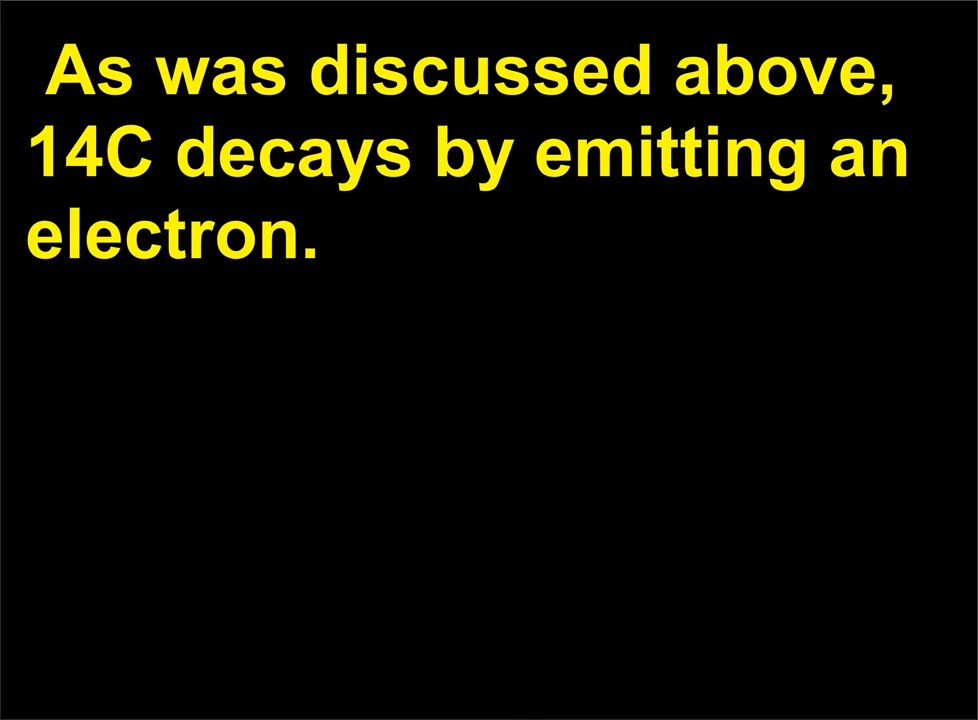 As was discussed above,
14C decays by emitting an
electron.